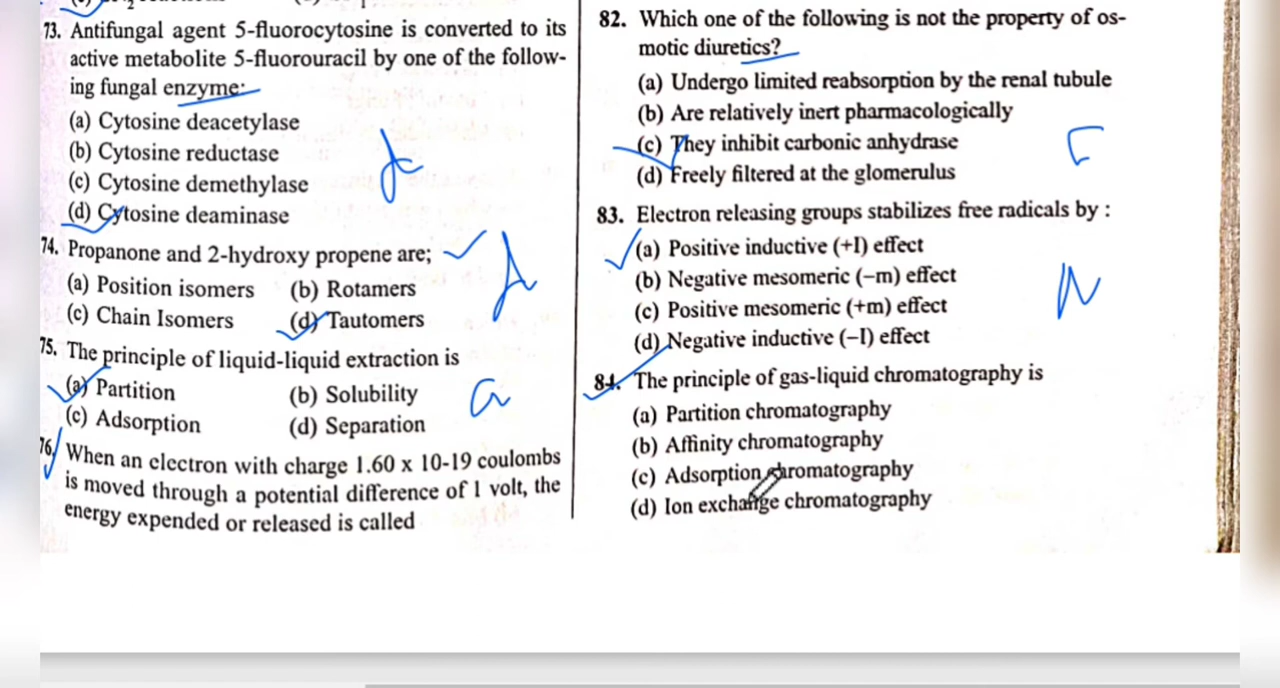 73. Antifungal agent 5-fluorocytosine is converted to its
active metabolite 5-fluorouracil by one of the follow-
ing fungal enzyme:
(a) Cytosine deacetylase
(b) Cytosine reductase
(c) Cytosine demethylase
(d) Cytosine deaminase
74. Propanone and 2-hydroxy propene are;
(a) Position isomers (b) Rotamers
(c) Chain Isomers (d) Tautomers
75. The principle of liquid-liquid extraction is
(a) Partition (b) Solubility
(c) Adsorption (d) Separation
76. When an electron with charge 1.60 x 10-19 coulombs
is moved through a potential difference of 1 volt, the
energy expended or released is called
82. Which one of the following is not the property of os-
motic diuretics?
(a) Undergo limited reabsorption by the renal tubule
(b) Are relatively inert pharmacologically
(c) They inhibit carbonic anhydrase
(d) Freely filtered at the glomerulus
83. Electron releasing groups stabilizes free radicals by :
(a) Positive inductive (+I) effect
(b) Negative mesomeric (–m) effect
(c) Positive mesomeric (+m) effect
(d) Negative inductive (–I) effect
84. The principle of gas-liquid chromatography is
(a) Partition chromatography
(b) Affinity chromatography
(c) Adsorption chromatography
(d) Ion exchange chromatography